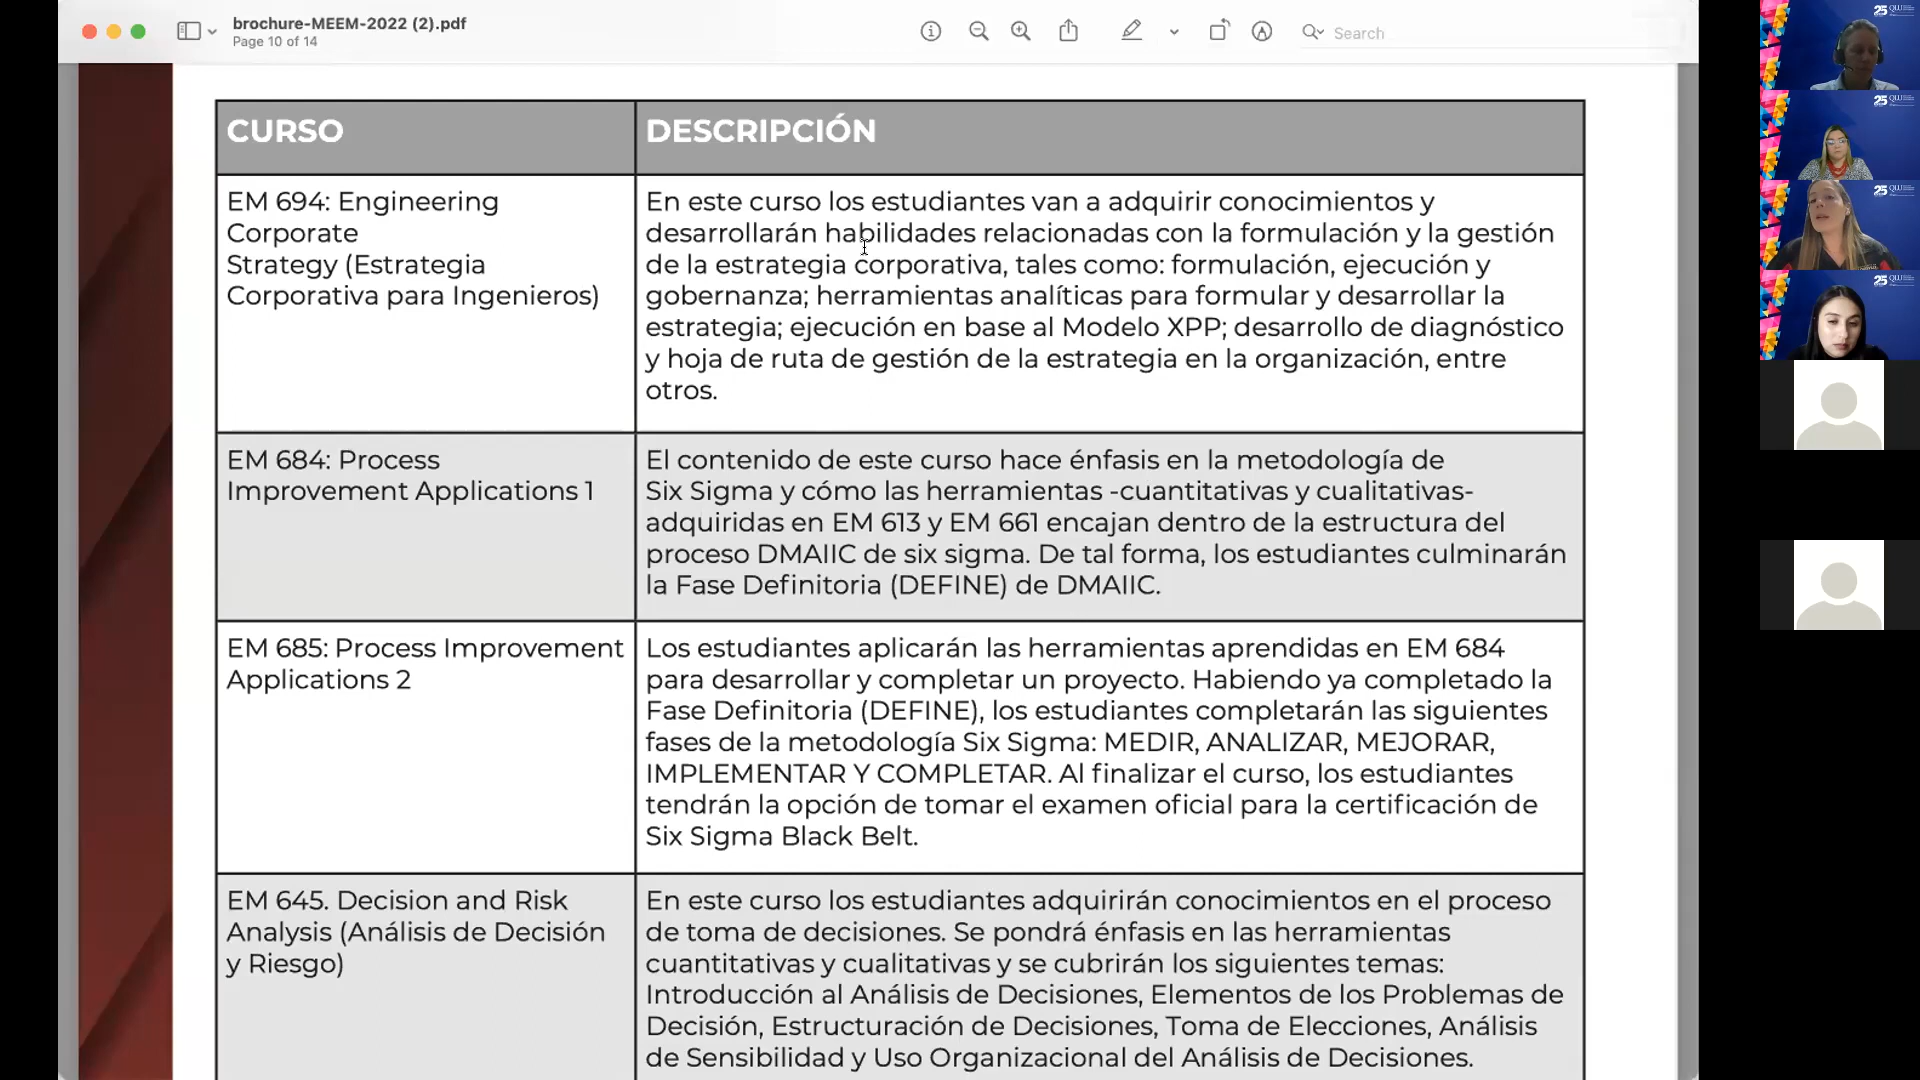 brochure-MEEM-2022 (2).pdf
Page 10 of 14
Search
CURSO
DESCRIPCIÓN
EM 694: Engineering
Corporate
Strategy (Estrategia
Corporativa para Ingenieros)
En este curso los estudiantes van a adquirir conocimientos y
desarrollarán habilidades relacionadas con la formulación y la gestión
de la estrategia corporativa, tales como: formulación, ejecución y
gobernanza; herramientas analíticas para formular y desarrollar la
estrategia; ejecución en base al Modelo XPP; desarrollo de diagnóstico
y hoja de ruta de gestión de la estrategia en la organización, entre
otros.
EM 684: Process
Improvement Applications 1
El contenido de este curso hace énfasis en la metodología de
Six Sigma y cómo las herramientas -cuantitativas y cualitativas-
adquiridas en EM 613 y EM 661 encajan dentro de la estructura del
proceso DMAIIC de six sigma. De tal forma, los estudiantes culminarán
la Fase Definitoria (DEFINE) de DMAIIC.
EM 685: Process Improvement
Applications 2
Los estudiantes aplicarán las herramientas aprendidas en EM 684
para desarrollar y completar un proyecto. Habiendo ya completado la
Fase Definitoria (DEFINE), los estudiantes completarán las siguientes
fases de la metodología Six Sigma: MEDIR, ANALIZAR, MEJORAR,
IMPLEMENTAR Y COMPLETAR. Al finalizar el curso, los estudiantes
tendrán la opción de tomar el examen oficial para la certificación de
Six Sigma Black Belt.
EM 645. Decision and Risk
Analysis (Análisis de Decisión
y Riesgo)
En este curso los estudiantes adquirirán conocimientos en el proceso
de toma de decisiones. Se pondrá énfasis en las herramientas
cuantitativas y cualitativas y se cubrirán los siguientes temas:
Introducción al Análisis de Decisiones, Elementos de los Problemas de
Decisión, Estructuración de Decisiones, Toma de Elecciones, Análisis
de Sensibilidad y Uso Organizacional del Análisis de Decisiones.
25 QLU
25 QLU
25 QLU
25 QLU